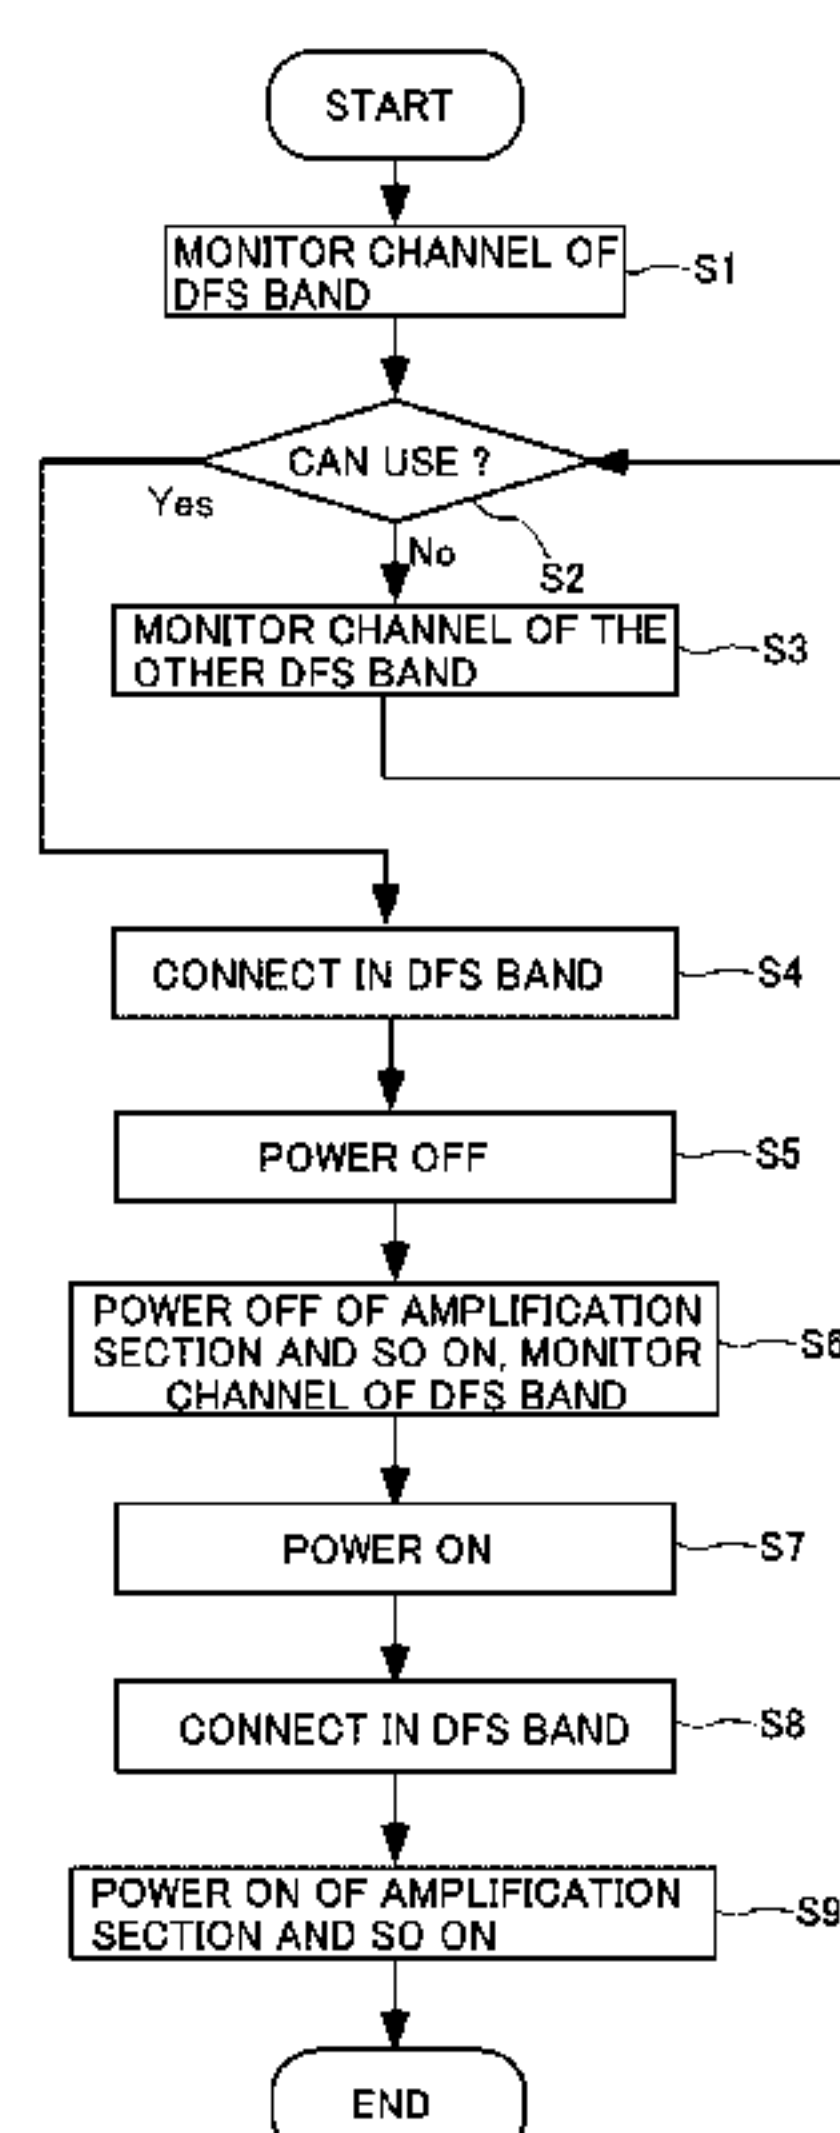 START
MONITOR CHANNEL OF
DFS BAND
S1
CAN USE ?
Yes
No
S2
MONITOR CHANNEL OF THE
OTHER DFS BAND
S3
CONNECT IN DFS BAND
S4
POWER OFF
S5
POWER OFF OF AMPLIFICATION
SECTION AND SO ON, MONITOR
CHANNEL OF DFS BAND
S6
POWER ON
S7
CONNECT IN DFS BAND
S8
POWER ON OF AMPLIFICATION
SECTION AND SO ON
S9
END